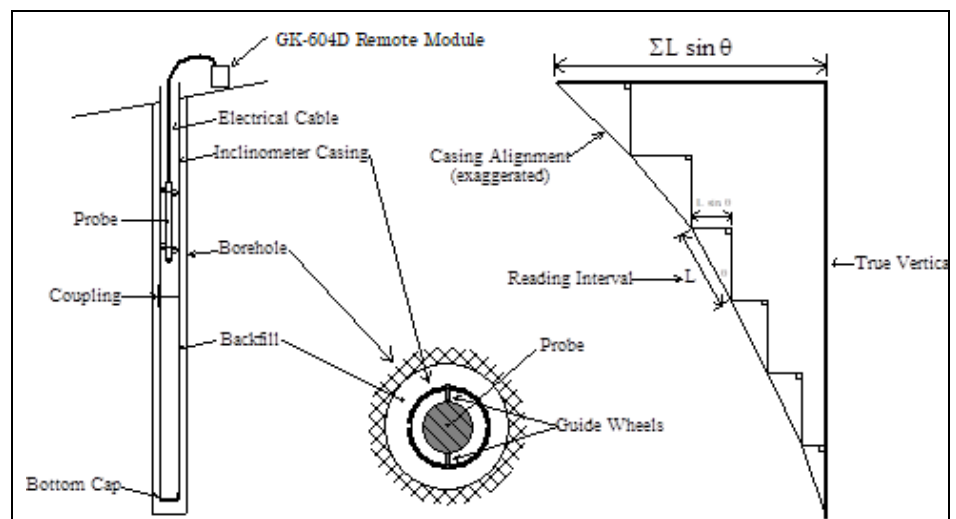 GK-604D Remote Module
Electrical Cable
Inclinometer Casing
Probe
Borehole
Coupling
Backfill
Probe
Guide Wheels
Bottom Cap
ΣL sin θ
Casing Alignment
(exaggerated)
L sin θ
Reading Interval
L
θ
True Vertica